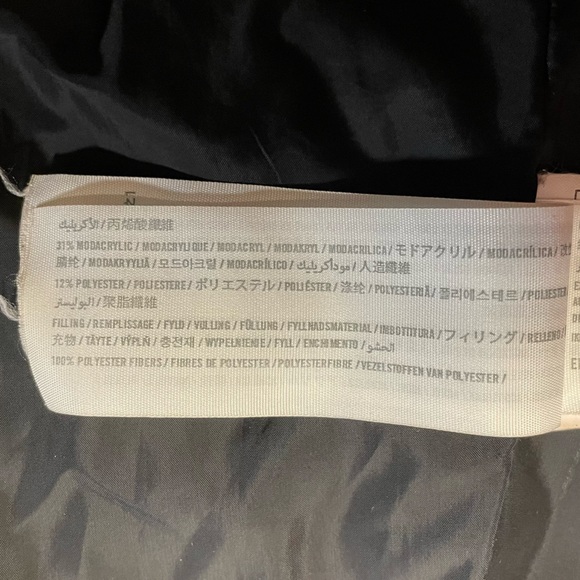 الأكريليك / 丙烯酸纖維
31% MODACRYLIC / MODACRYLIQUE / MODACRYL / MODAKRYL / MODACRILICA / モドアクリル / MODACRÍLICA /
腈纶 / MODAKRYYLIÄ / 모드아크릴 / MODACRÍLICO / موداكريليك / 人造纖維
12% POLYESTER / POLIESTERE / ポリエステル / POLIÉSTER / 涤纶 / POLYESTERIÄ / 폴리에스테르 / POLIESTER
البوليستر / 聚脂纖維
FILLING / REMPLISSAGE / FYLD / VULLING / FÜLLUNG / FYLLNADSMATERIAL / IMBOTTITURA / フィリング / RELLENO /
充物 / TÄYTE / VÝPLŇ / 충전재 / WYPEŁNIENIE / FYLL / ENCHIMENTO / الحشو
100% POLYESTER FIBERS / FIBRES DE POLYESTER / POLYESTERFIBRE / VEZELSTOFFEN VAN POLYESTER /